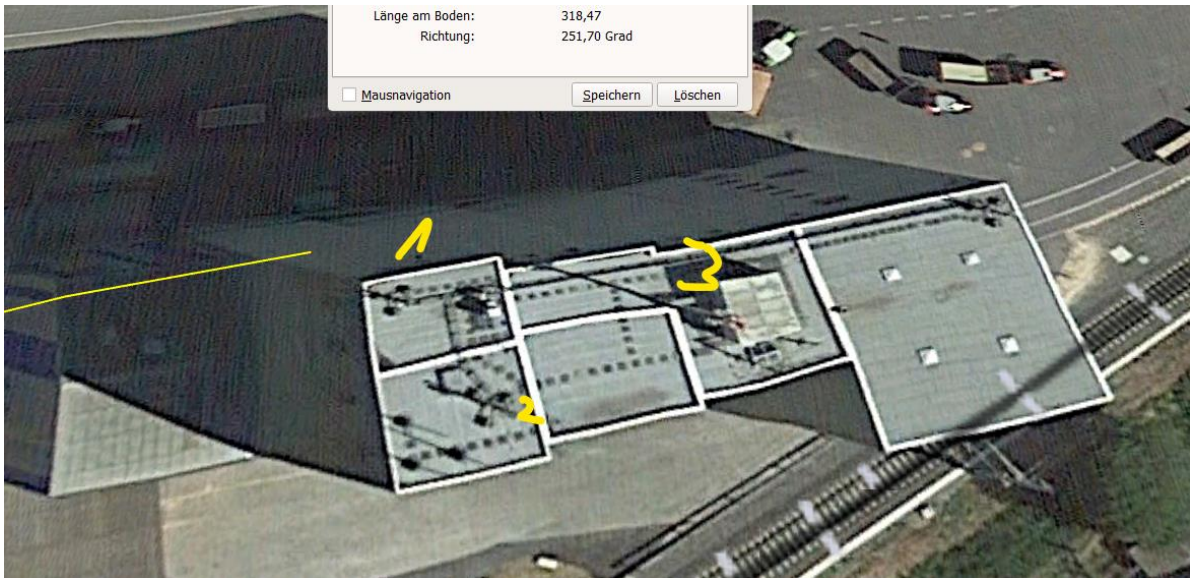 Länge am Boden: 318,47
Richtung: 251,70 Grad
Mausnavigation Speichern Löschen
1
3
2